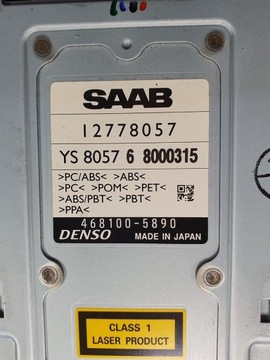 SAAB
12778057
YS 8057 6 8000315
>PC/ABS< >ABS<
>PC< >POM< >PET<
>ABS/PBT< >PBT<
>PPA<
468100-5890
DENSO MADE IN JAPAN
CLASS 1
LASER PRODUCT